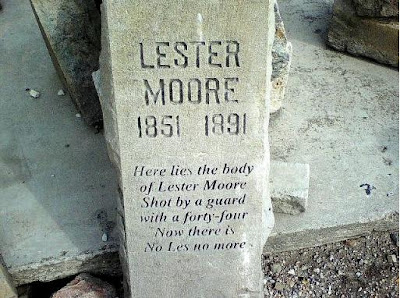 LESTER
MOORE
1851 1891
Here lies the body
of Lester Moore
Shot by a guard
with a forty-four
Now there is
No Les no more